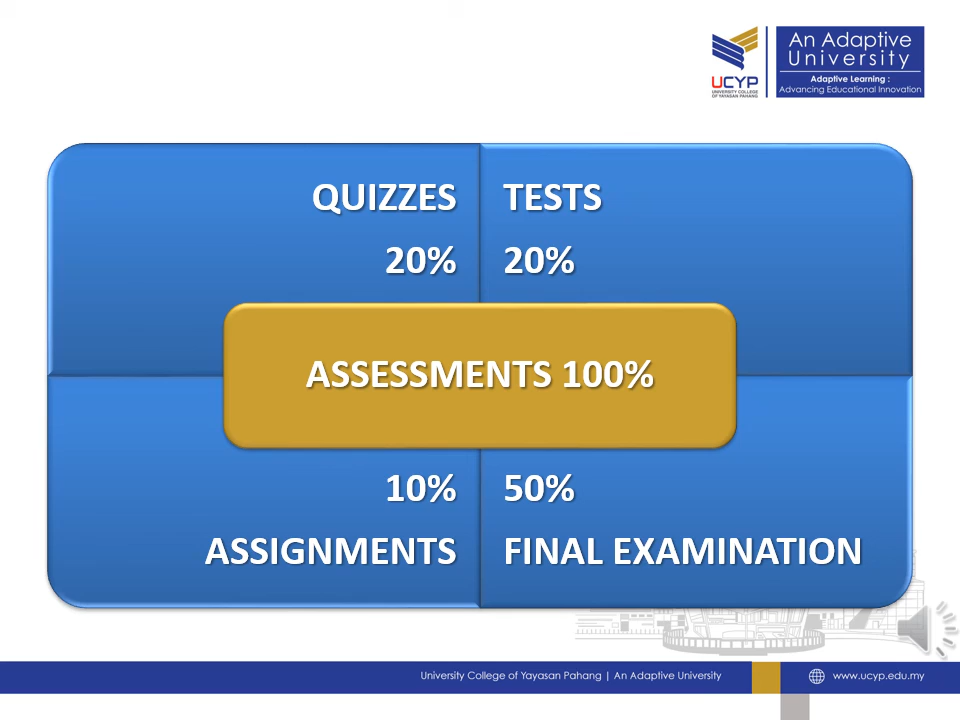 An Adaptive
University
Adaptive Learning :
Advancing Educational Innovation
UCYP
UNIVERSITY COLLEGE
OF YAYASAN PAHANG
QUIZZES
20%
TESTS
20%
ASSESSMENTS 100%
10%
ASSIGNMENTS
50%
FINAL EXAMINATION
University College of Yayasan Pahang | An Adaptive University
www.ucyp.edu.my